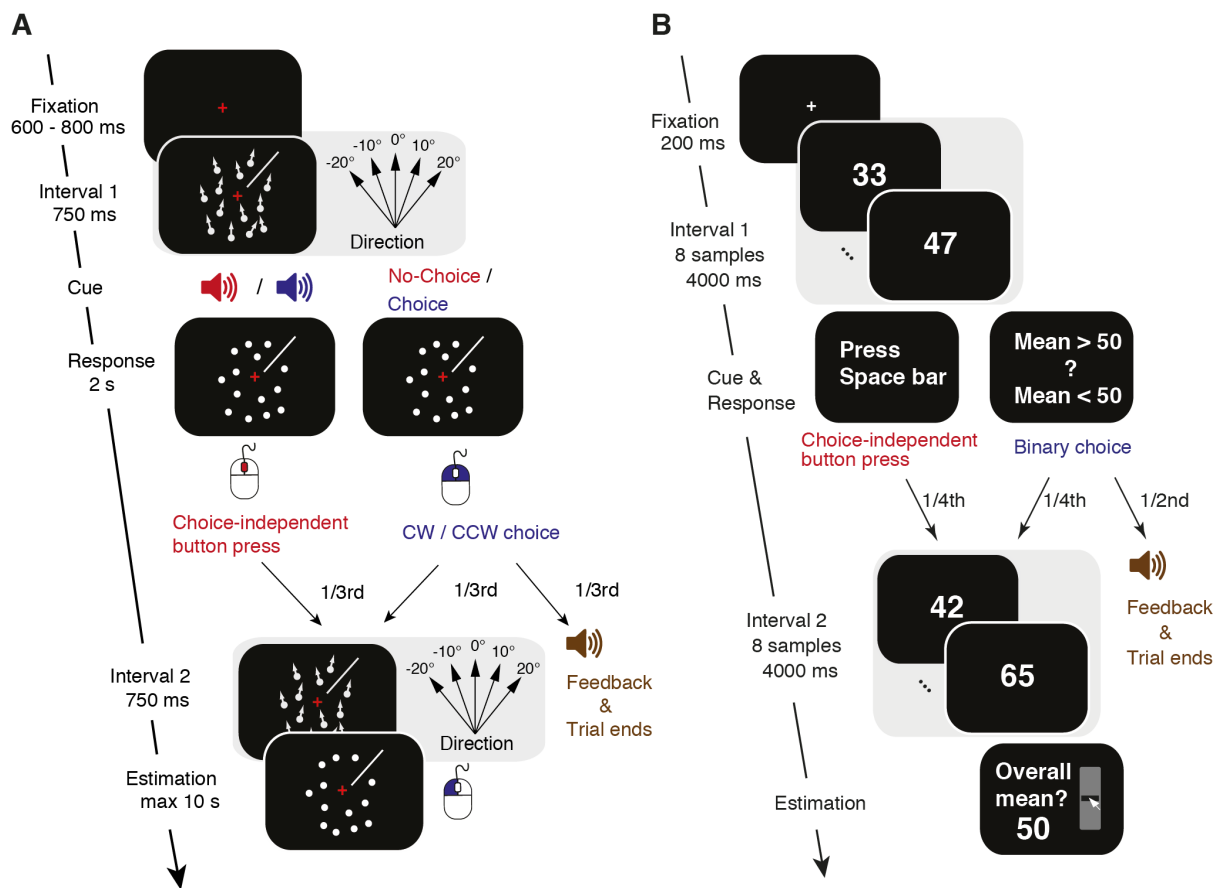 A
Fixation
600 - 800 ms
+
Interval 1
750 ms
+
-20°
-10°
0°
10°
20°
Direction
Cue
/
No-Choice /
Choice
Response
2 s
+
+
Choice-independent
button press
CW / CCW choice
1/3rd
1/3rd
1/3rd
Interval 2
750 ms
+
-20°
-10°
0°
10°
20°
Direction
Feedback
&
Trial ends
Estimation
max 10 s
+
B
Fixation
200 ms
+
Interval 1
8 samples
4000 ms
33
47
Cue &
Response
Press
Space bar
Mean > 50
?
Mean < 50
Choice-independent
button press
Binary choice
1/4th
1/4th
1/2nd
Interval 2
8 samples
4000 ms
42
65
Feedback
&
Trial ends
Estimation
Overall
mean?
50